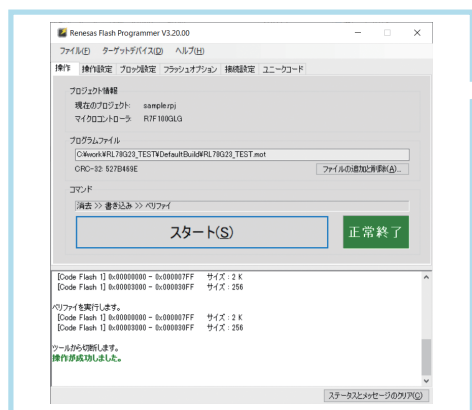 Renesas Flash Programmer V3.20.00
ファイル(F) ターゲットデバイス(D) ヘルプ(H)
操作 操作設定 ブロック設定 フラッシュオプション 接続設定 ユニークコード
プロジェクト情報
現在のプロジェクト: sample.rpj
マイクロコントローラ: R7F100GLG
プログラムファイル
C:¥work¥RL78G23_TEST¥DefaultBuild¥RL78G23_TEST.mot
CRC-32: 527B469E ファイルの追加と削除(A)...
コマンド
消去 >> 書き込み >> ベリファイ
スタート(S) 正常終了
[Code Flash 1] 0x00000000 - 0x000007FF サイズ : 2 K
[Code Flash 1] 0x00003000 - 0x000030FF サイズ : 256
ベリファイを実行します。
[Code Flash 1] 0x00000000 - 0x000007FF サイズ : 2 K
[Code Flash 1] 0x00003000 - 0x000030FF サイズ : 256
ツールから切断します。
操作が成功しました。
ステータスとメッセージのクリア(C)